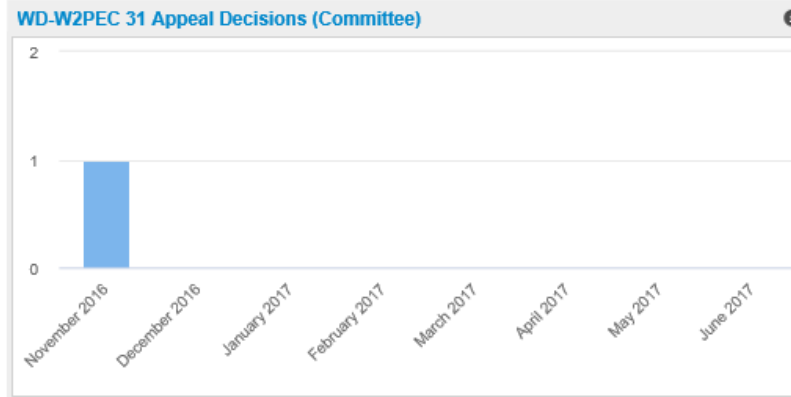 WD-W2PEC 31 Appeal Decisions (Committee)
2
1
0
November 2016
December 2016
January 2017
February 2017
March 2017
April 2017
May 2017
June 2017